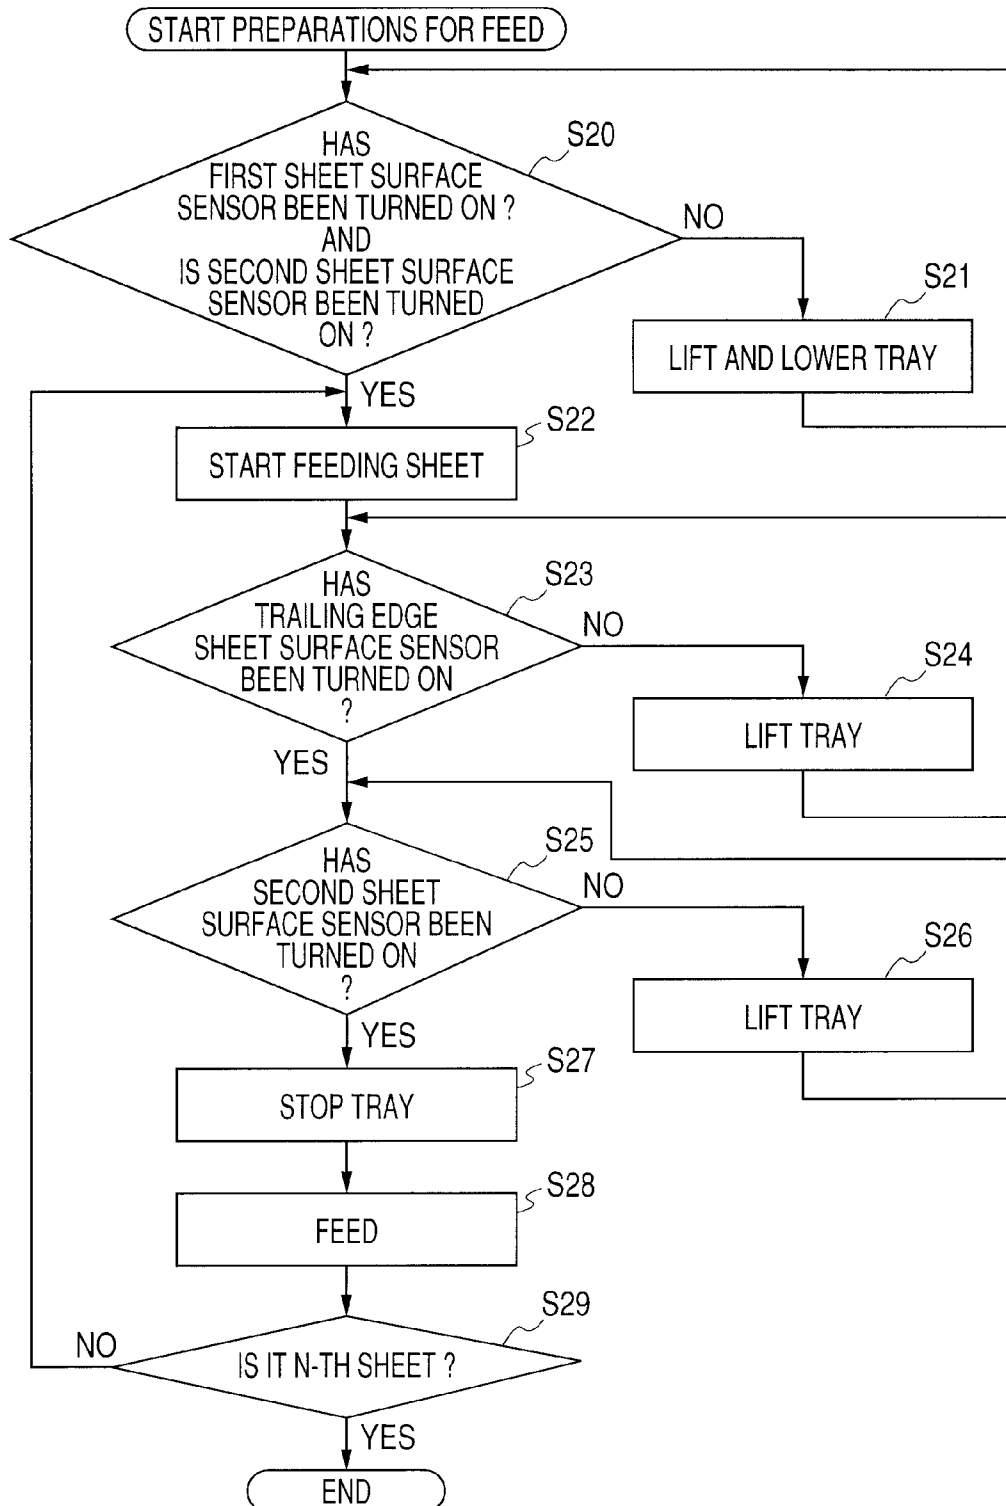 START PREPARATIONS FOR FEED
S20
HAS
FIRST SHEET SURFACE
SENSOR BEEN TURNED ON ?
AND
IS SECOND SHEET SURFACE
SENSOR BEEN TURNED
ON ?
NO
S21
LIFT AND LOWER TRAY
YES
S22
START FEEDING SHEET
S23
HAS
TRAILING EDGE
SHEET SURFACE SENSOR
BEEN TURNED ON
?
NO
S24
LIFT TRAY
YES
S25
HAS
SECOND SHEET
SURFACE SENSOR BEEN
TURNED ON
?
NO
S26
LIFT TRAY
YES
S27
STOP TRAY
S28
FEED
S29
IS IT N-TH SHEET ?
NO
YES
END